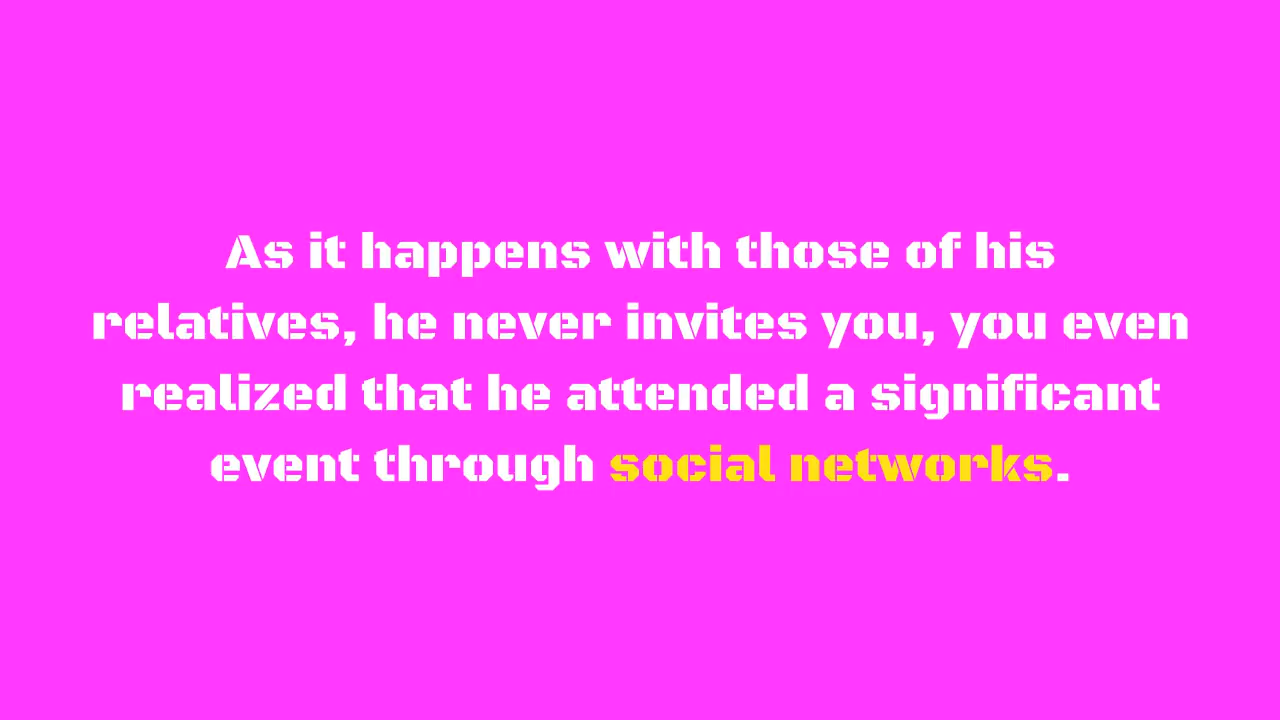 As it happens with those of his
relatives, he never invites you, you even
realized that he attended a significant
event through social networks.